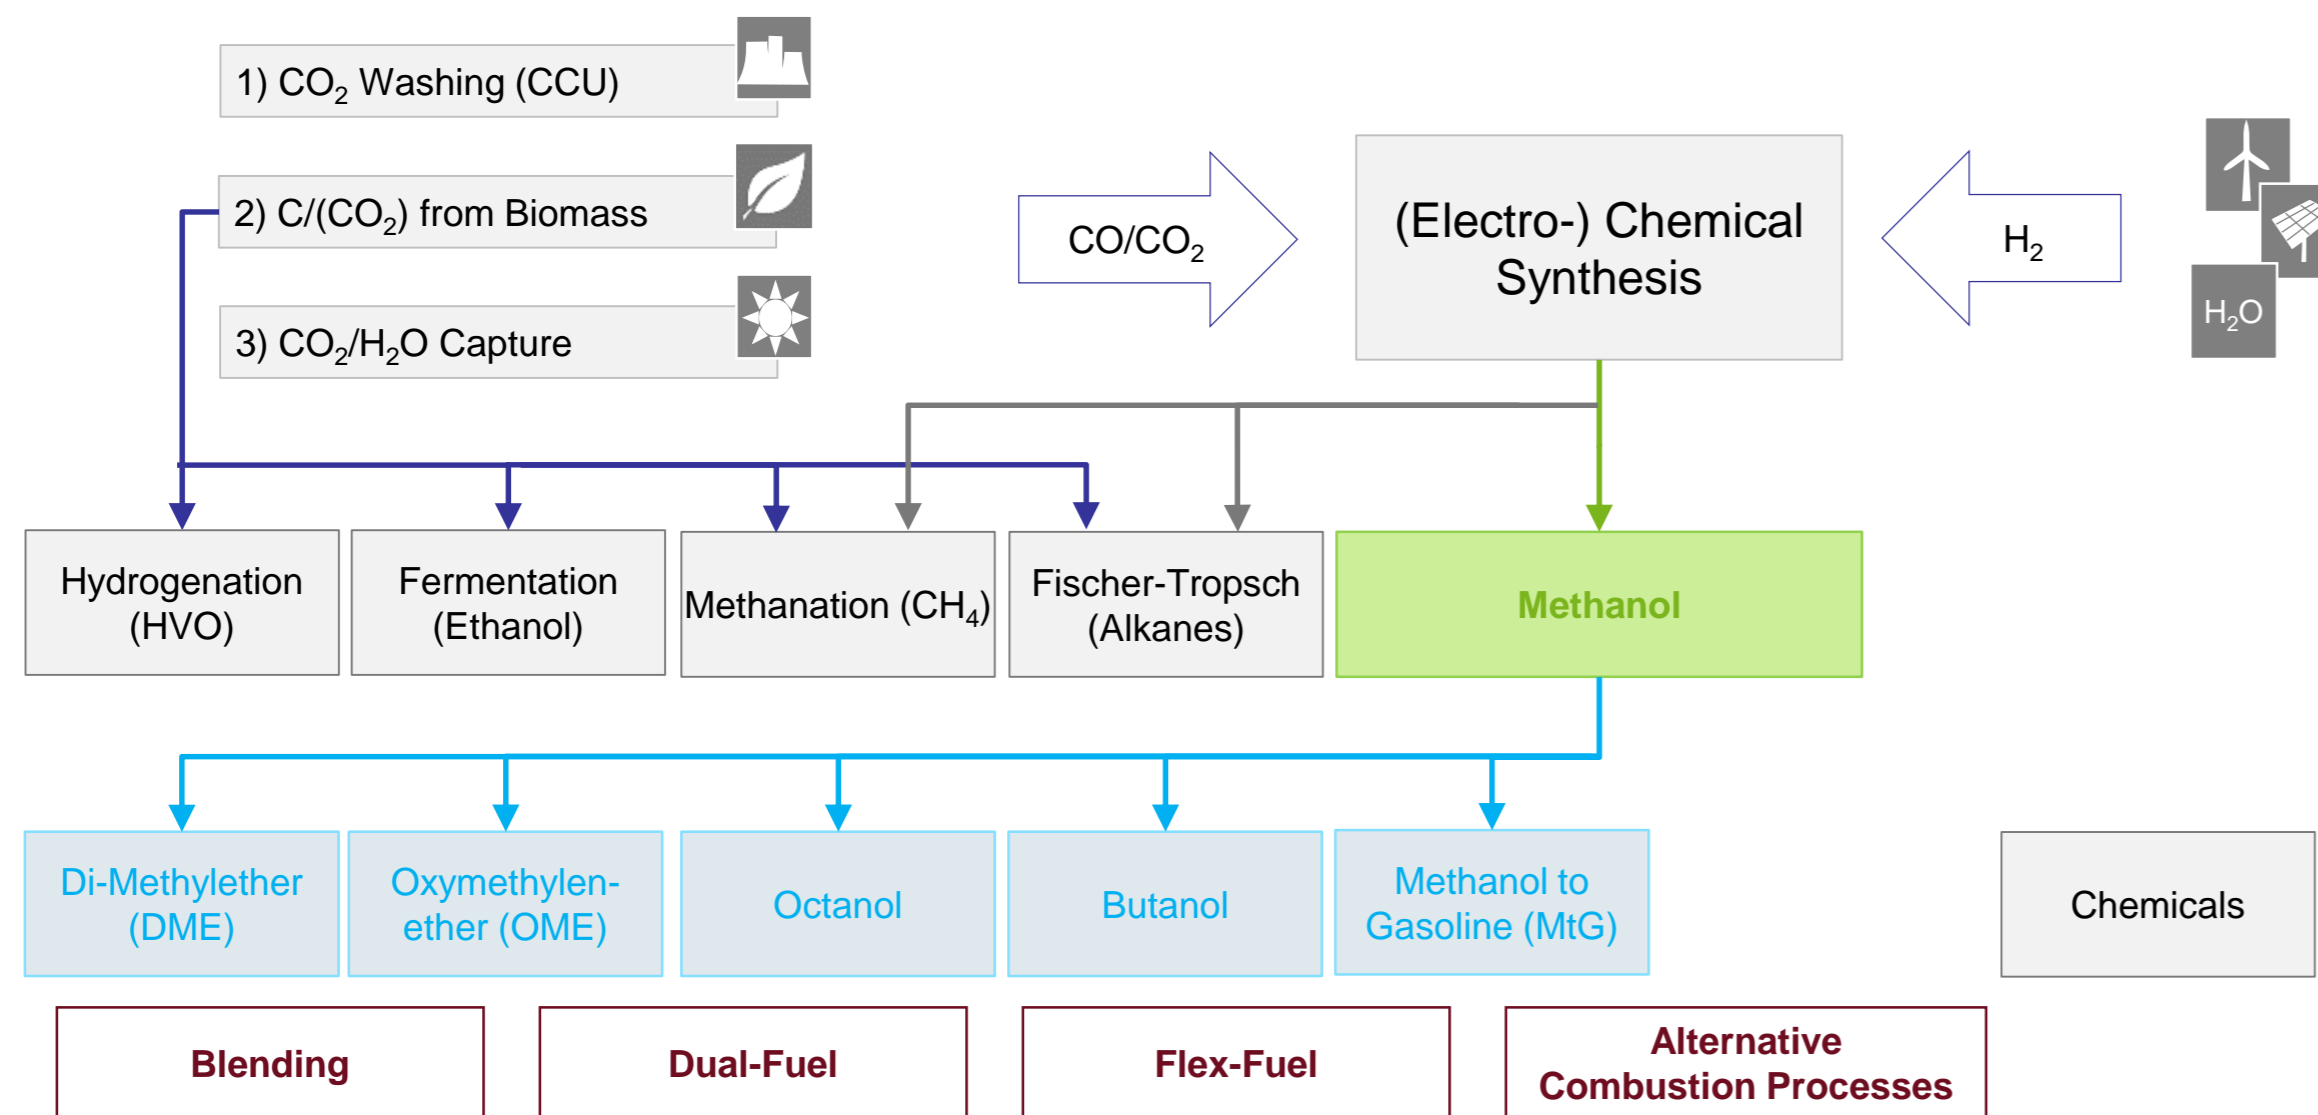 1) CO₂ Washing (CCU)
2) C/(CO₂) from Biomass
3) CO₂/H₂O Capture
CO/CO₂
(Electro-) Chemical
Synthesis
H₂
H₂O
Hydrogenation
(HVO)
Fermentation
(Ethanol)
Methanation (CH₄)
Fischer-Tropsch
(Alkanes)
Methanol
Di-Methylether
(DME)
Oxymethylen-
ether (OME)
Octanol
Butanol
Methanol to
Gasoline (MtG)
Chemicals
Blending
Dual-Fuel
Flex-Fuel
Alternative
Combustion Processes